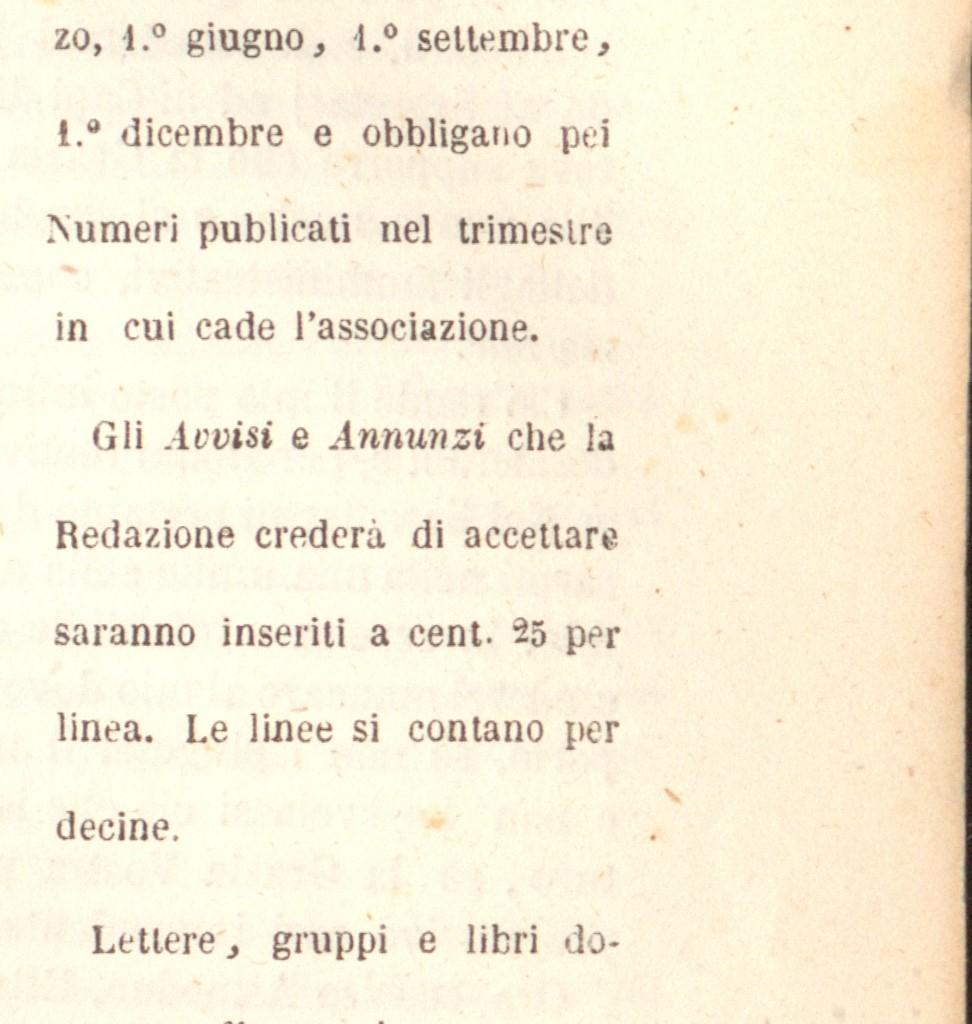 zo, 1.º giugno, 1.º settembre,
1.º dicembre e obbligano pei
Numeri publicati nel trimestre
in cui cade l'associazione.
Gli Avvisi e Annunzi che la
Redazione crederà di accettare
saranno inseriti a cent. 25 per
linea. Le linee si contano per
decine.
Lettere, gruppi e libri do-